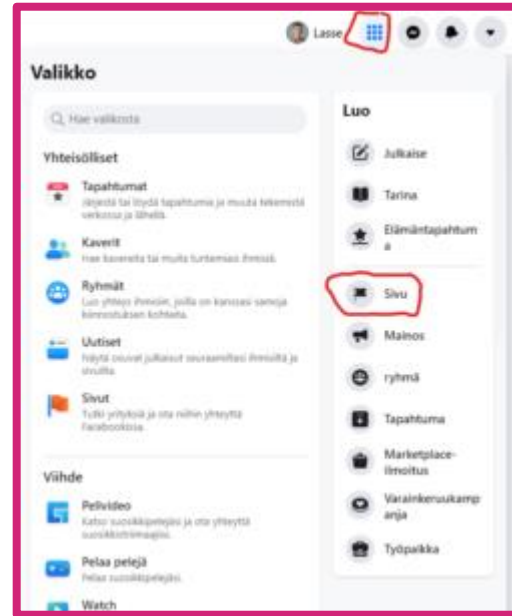 Lasse
Valikko
Hae valikosta
Yhteisölliset
Tapahtumat
Järjestä tai löydä tapahtumia ja muuta tekemistä
verkossa ja lähellä.
Kaverit
Hae kavereita tai muita tuntemiasi ihmisiä.
Ryhmät
Luo yhteys ihmisiin, joilla on kanssasi samoja
kiinnostuksen kohteita.
Uutiset
Näytä osuvat julkaisut seuraamiltasi ihmisiltä ja
sivuilta.
Sivut
Tutki yrityksiä ja ota niihin yhteyttä
Facebookissa.
Viihde
Pelivideo
Katso suosikkipelejäsi ja ota yhteyttä
suosikkistriimaajiisi.
Pelaa pelejä
Pelaa suosikkipelejäsi.
Watch
Luo
Julkaise
Tarina
Elämäntapahtum
a
Sivu
Mainos
ryhmä
Tapahtuma
Marketplace-
ilmoitus
Varainkeruukamp
anja
Työpaikka